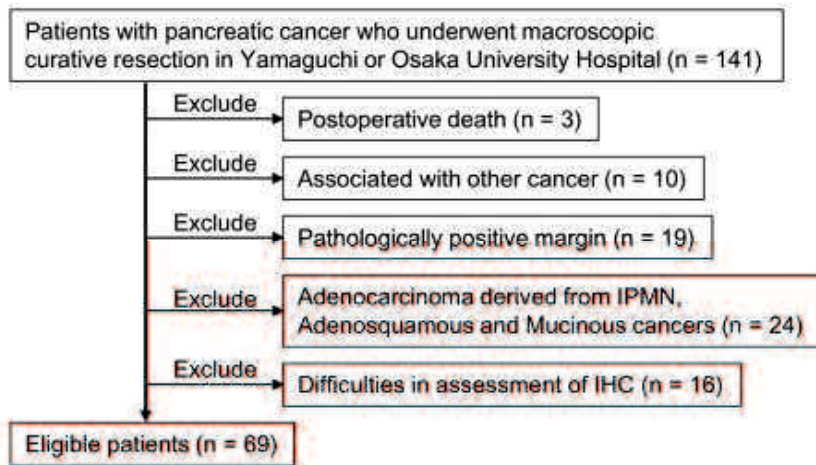 Patients with pancreatic cancer who underwent macroscopic
curative resection in Yamaguchi or Osaka University Hospital (n = 141)
Exclude
Postoperative death (n = 3)
Exclude
Associated with other cancer (n = 10)
Exclude
Pathologically positive margin (n = 19)
Exclude
Adenocarcinoma derived from IPMN,
Adenosquamous and Mucinous cancers (n = 24)
Exclude
Difficulties in assessment of IHC (n = 16)
Eligible patients (n = 69)